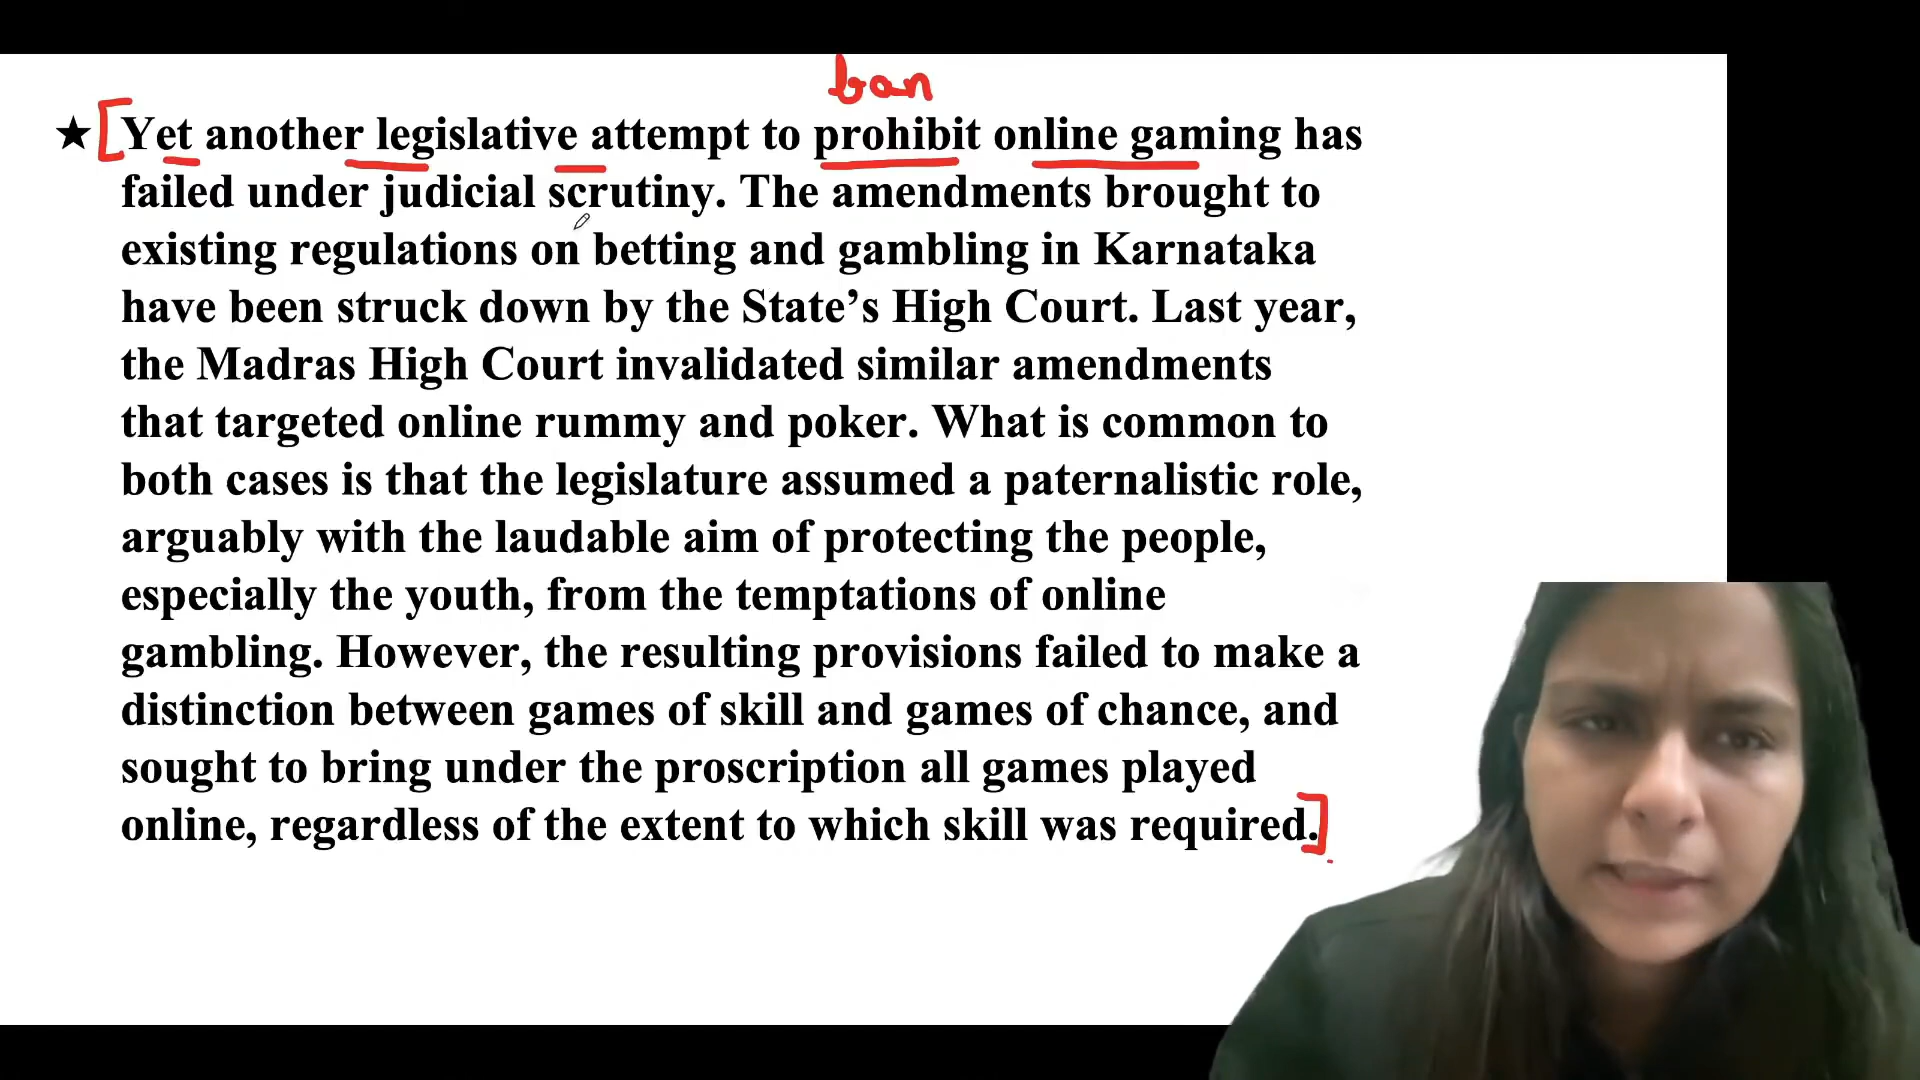 ban
★ Yet another legislative attempt to prohibit online gaming has
failed under judicial scrutiny. The amendments brought to
existing regulations on betting and gambling in Karnataka
have been struck down by the State’s High Court. Last year,
the Madras High Court invalidated similar amendments
that targeted online rummy and poker. What is common to
both cases is that the legislature assumed a paternalistic role,
arguably with the laudable aim of protecting the people,
especially the youth, from the temptations of online
gambling. However, the resulting provisions failed to make a
distinction between games of skill and games of chance, and
sought to bring under the proscription all games played
online, regardless of the extent to which skill was required.